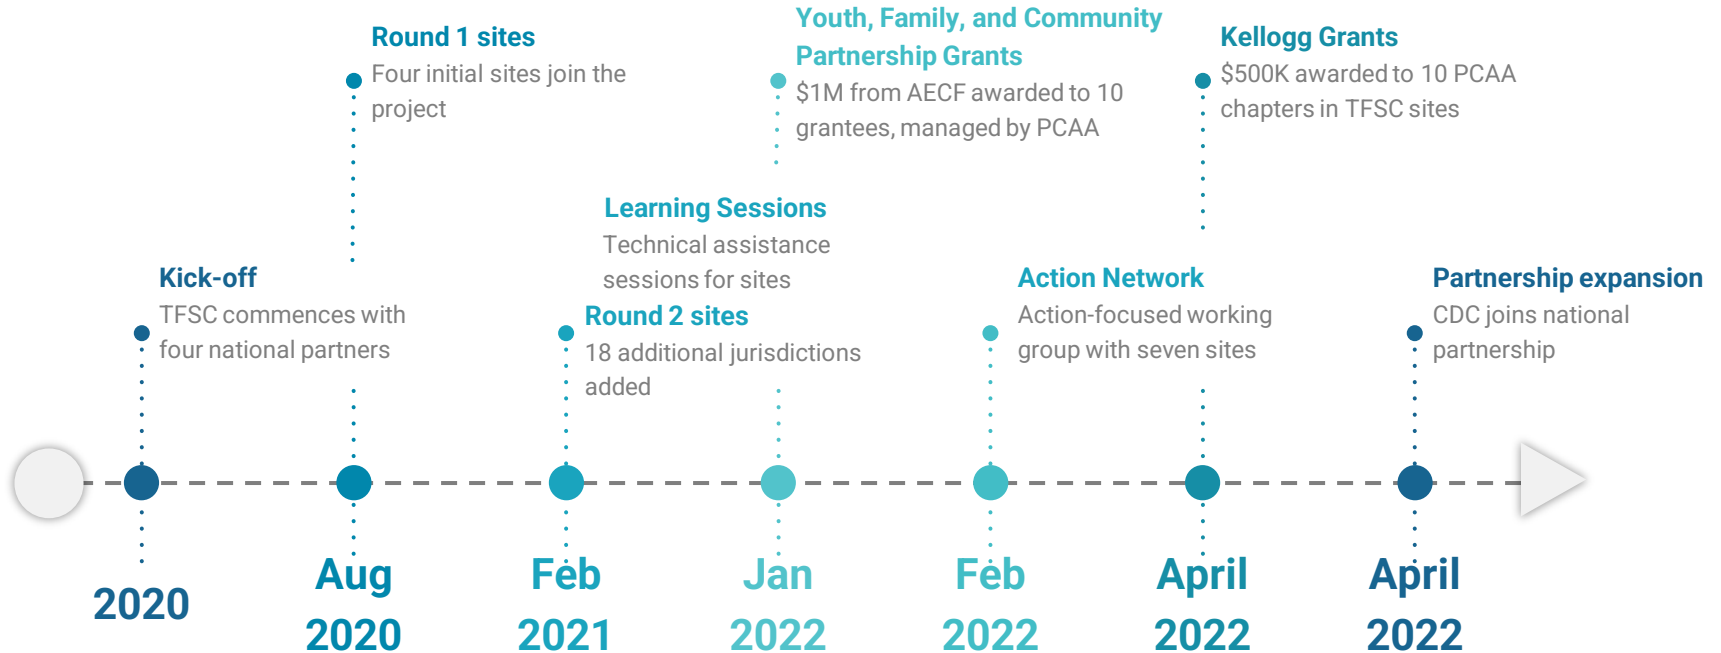 Kick-off
TFSC commences with
four national partners
2020
Round 1 sites
Four initial sites join the
project
Aug
2020
Learning Sessions
Technical assistance
sessions for sites
Round 2 sites
18 additional jurisdictions
added
Feb
2021
Youth, Family, and Community
Partnership Grants
$1M from AECF awarded to 10
grantees, managed by PCAA
Jan
2022
Action Network
Action-focused working
group with seven sites
Feb
2022
Kellogg Grants
$500K awarded to 10 PCAA
chapters in TFSC sites
April
2022
Partnership expansion
CDC joins national
partnership
April
2022